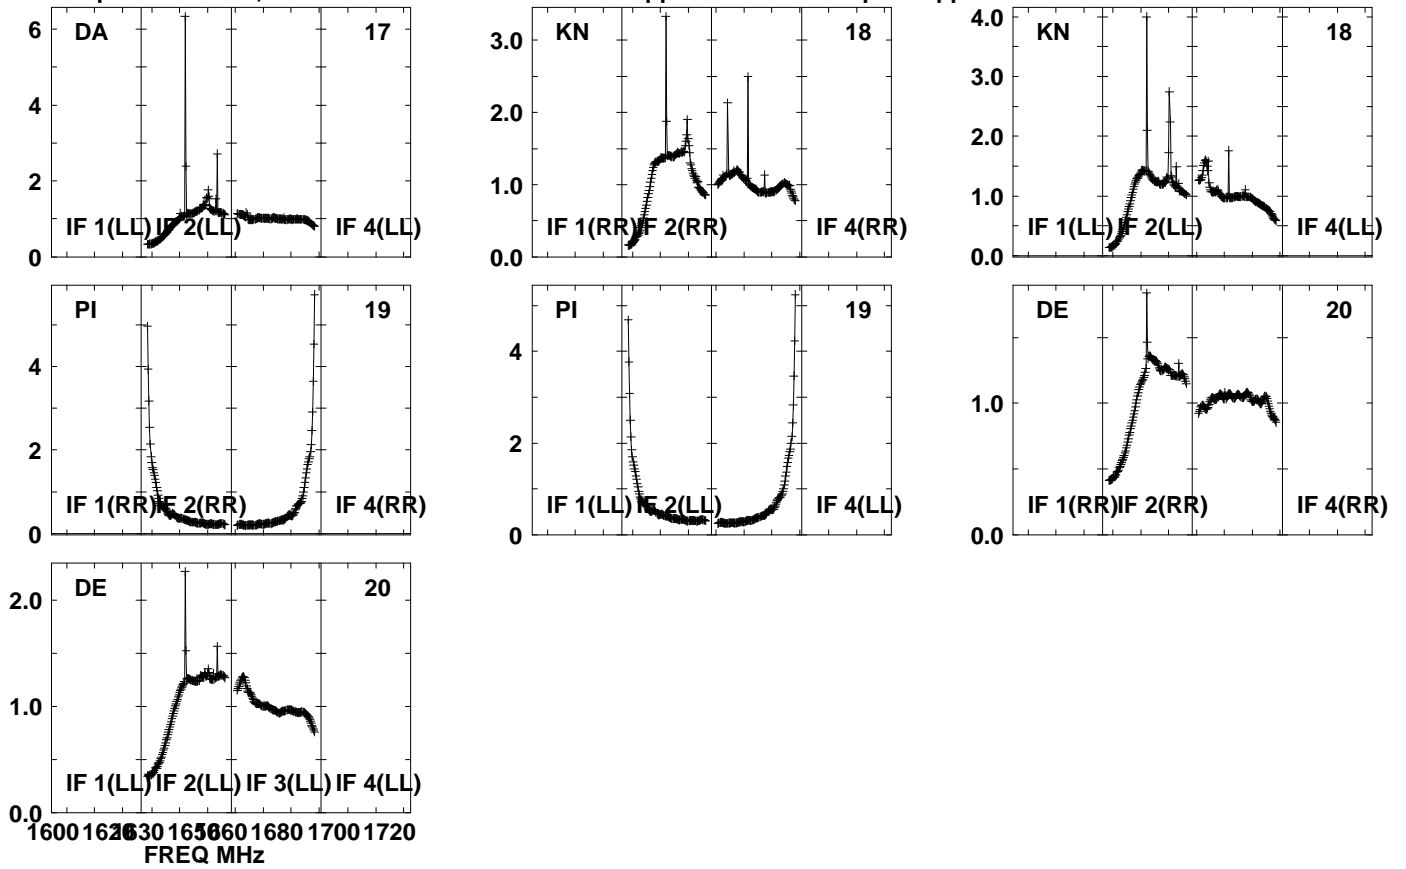 DA 17
6
4
2
0
IF 1(LL) IF 2(LL) IF 4(LL)
KN 18
3.0
2.0
1.0
0.0
IF 1(RR) IF 2(RR) IF 4(RR)
KN 18
4.0
3.0
2.0
1.0
0.0
IF 1(LL) IF 2(LL) IF 4(LL)
PI 19
4
2
0
IF 1(RR) IF 2(RR) IF 4(RR)
PI 19
4
2
0
IF 1(LL) IF 2(LL) IF 4(LL)
DE 20
1.0
0.0
IF 1(RR) IF 2(RR) IF 4(RR)
DE 20
2.0
1.0
0.0
IF 1(LL) IF 2(LL) IF 3(LL) IF 4(LL)
1600 1620 1630 1650 1660 1680 1700 1720
FREQ MHz